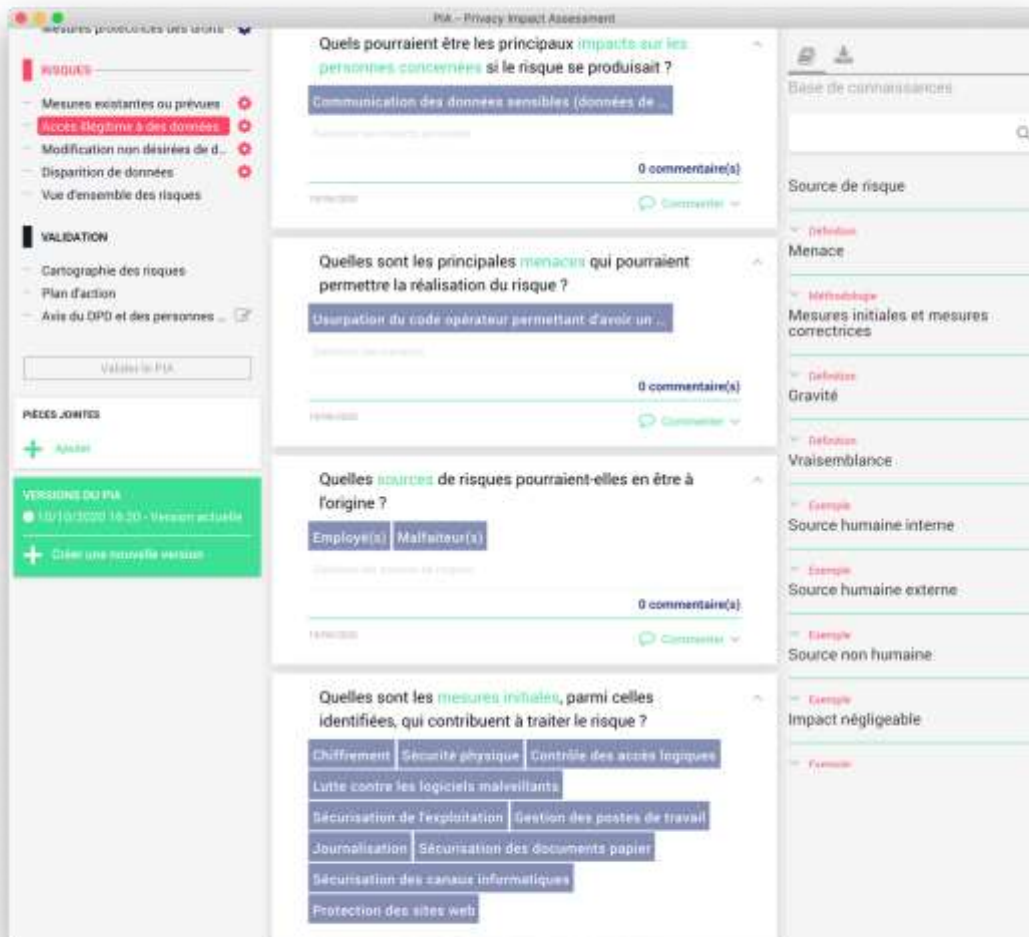 PIA - Privacy Impact Assessment
Mesures protectrices des droits
RISQUES
Mesures existantes ou prévues
Accès illégitime à des données
Modification non désirées de d...
Disparition de données
Vue d'ensemble des risques
VALIDATION
Cartographie des risques
Plan d'action
Avis du DPD et des personnes ...
Valider le PIA
PIÈCES JOINTES
Ajouter
VERSIONS DU PIA
10/10/2020 16:20 - Version actuelle
Créer une nouvelle version
Quels pourraient être les principaux impacts sur les
personnes concernées si le risque se produisait ?
Communication des données sensibles (données de ...
0 commentaire(s)
Commenter
Quelles sont les principales menaces qui pourraient
permettre la réalisation du risque ?
Usurpation du code opérateur permettant d'avoir un ...
0 commentaire(s)
Commenter
Quelles sources de risques pourraient-elles en être à
l'origine ?
Employé(s) Malfaiteur(s)
0 commentaire(s)
Commenter
Quelles sont les mesures initiales, parmi celles
identifiées, qui contribuent à traiter le risque ?
Chiffrement Sécurité physique Contrôle des accès logiques
Lutte contre les logiciels malveillants
Sécurisation de l'exploitation Gestion des postes de travail
Journalisation Sécurisation des documents papier
Sécurisation des canaux informatiques
Protection des sites web
Base de connaissances
Source de risque
Définition
Menace
Méthodologie
Mesures initiales et mesures
correctrices
Définition
Gravité
Définition
Vraisemblance
Exemple
Source humaine interne
Exemple
Source humaine externe
Exemple
Source non humaine
Exemple
Impact négligeable
Exemple